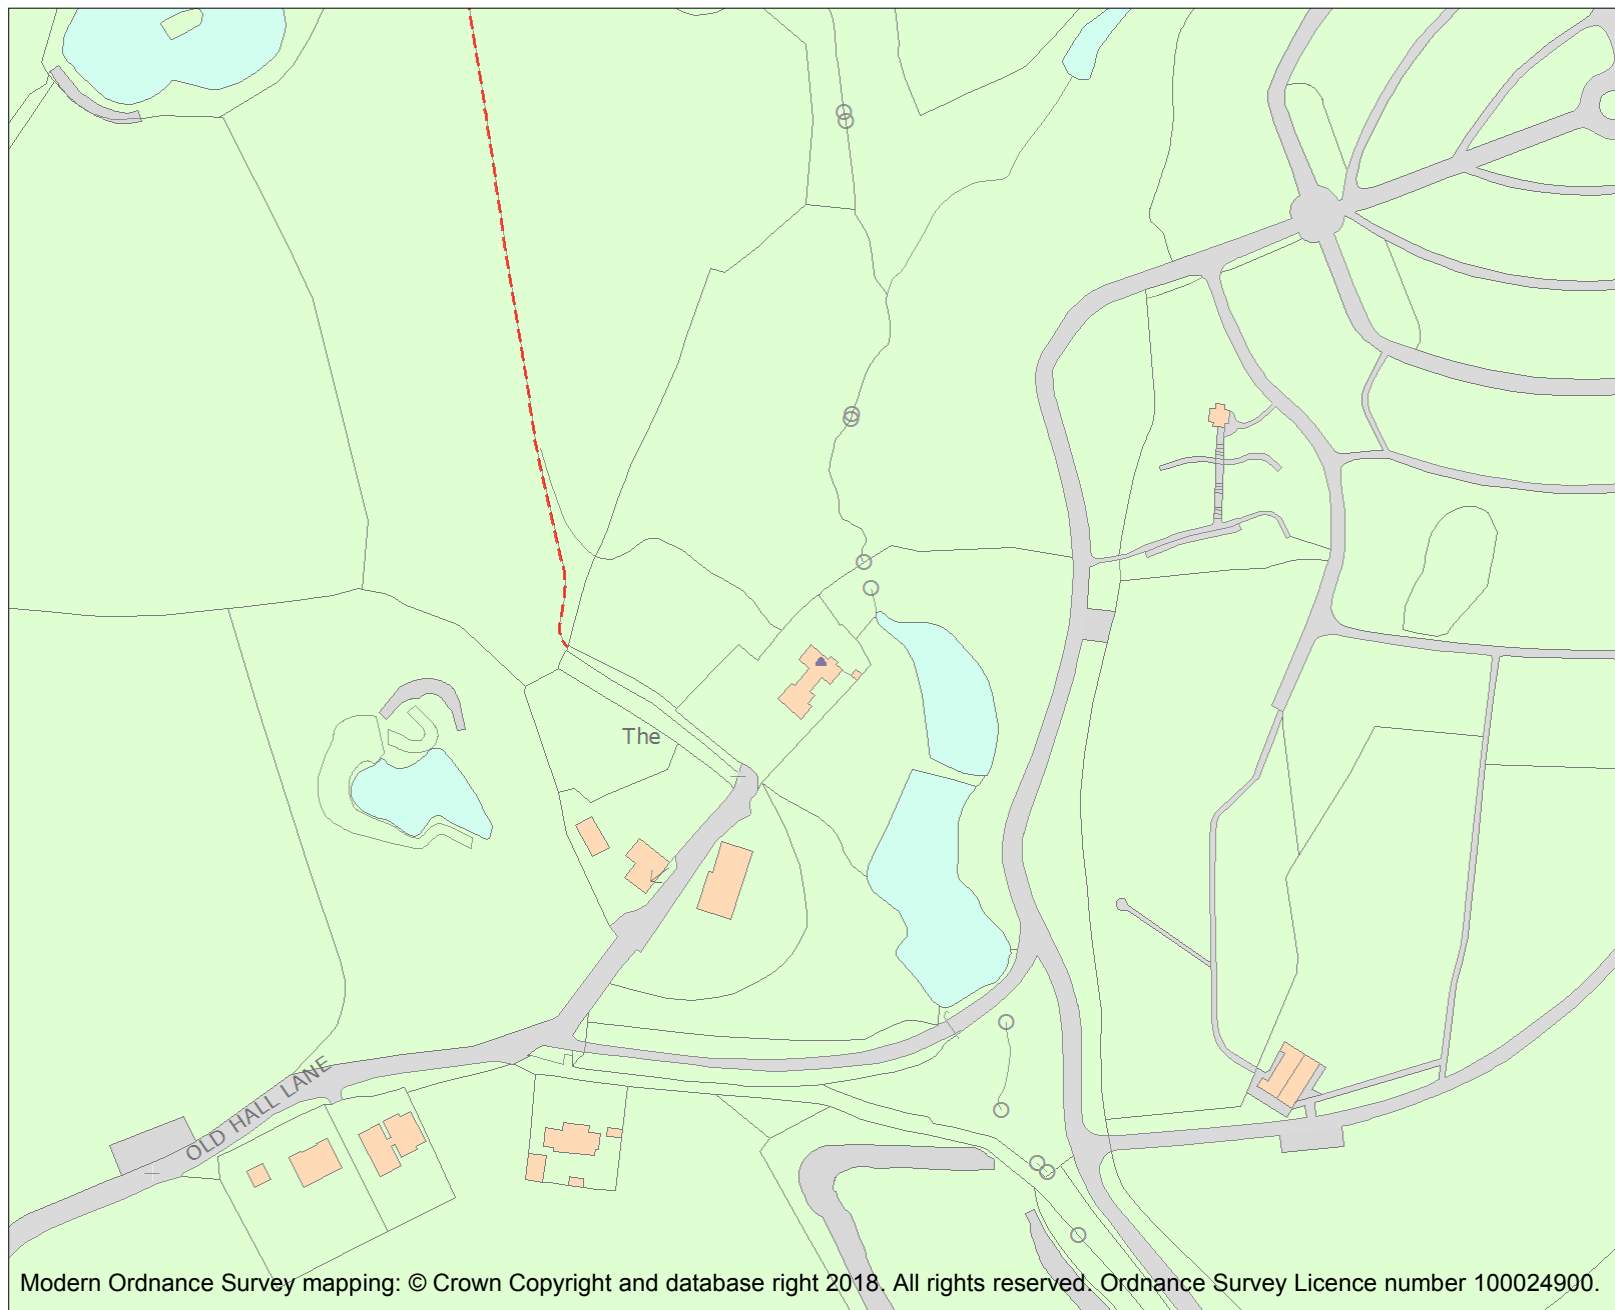 The
OLD HALL LANE
Modern Ordnance Survey mapping: © Crown Copyright and database right 2018. All rights reserved. Ordnance Survey Licence number 100024900.